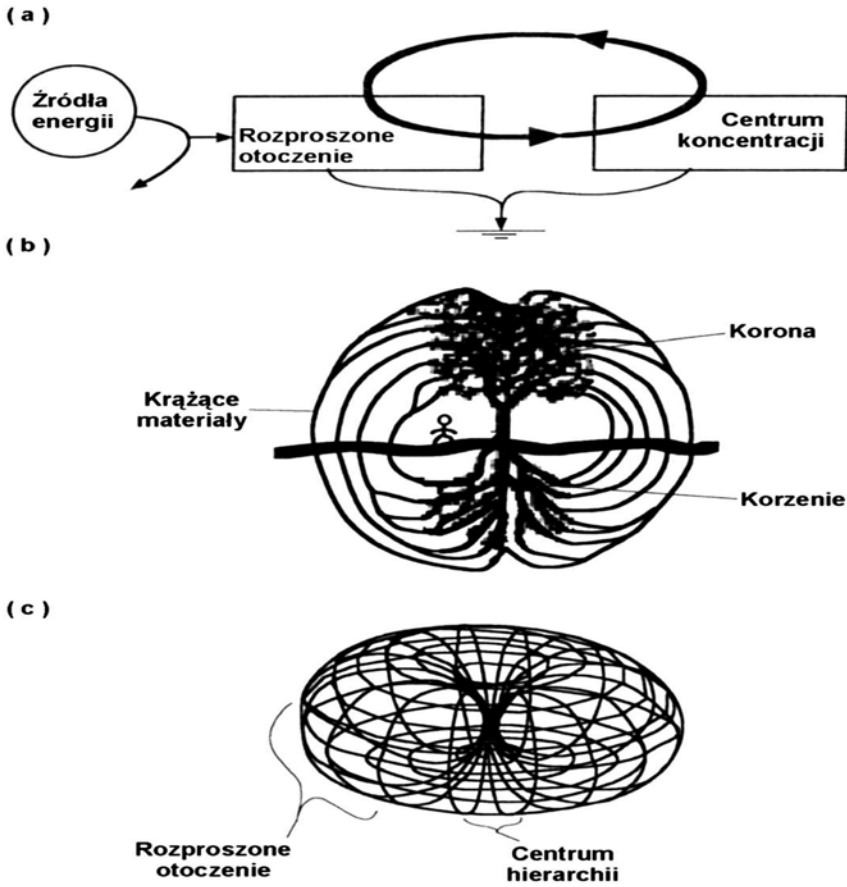 ( a )
Źródła
energii
Rozproszone
otoczenie
Centrum
koncentracji
( b )
Korona
Krążące
materiały
Korzenie
( c )
Rozproszone
otoczenie
Centrum
hierarchii